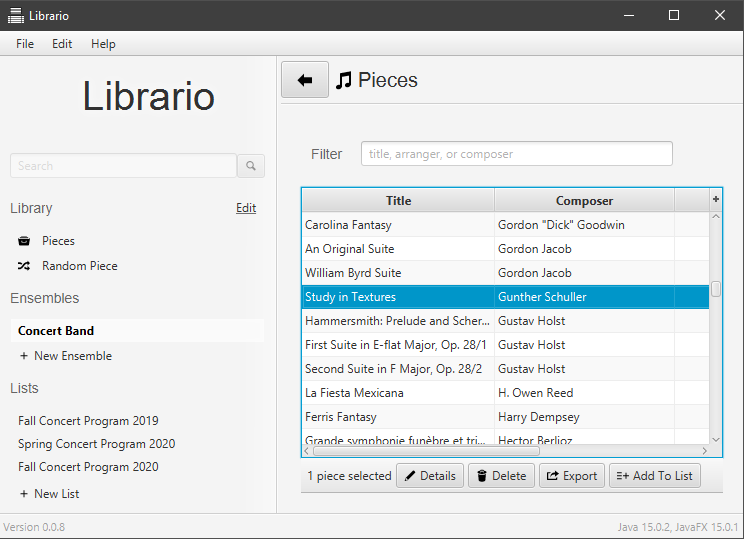 Librario
File Edit Help
Librario
Search
Library Edit
Pieces
Random Piece
Ensembles
Concert Band
+ New Ensemble
Lists
Fall Concert Program 2019
Spring Concert Program 2020
Fall Concert Program 2020
+ New List
Pieces
Filter title, arranger, or composer
Title Composer +
Carolina Fantasy Gordon "Dick" Goodwin
An Original Suite Gordon Jacob
William Byrd Suite Gordon Jacob
Study in Textures Gunther Schuller
Hammersmith: Prelude and Scher... Gustav Holst
First Suite in E-flat Major, Op. 28/1 Gustav Holst
Second Suite in F Major, Op. 28/2 Gustav Holst
La Fiesta Mexicana H. Owen Reed
Ferris Fantasy Harry Dempsey
Grande symphonie funèbre et tri... Hector Berlioz
1 piece selected Details Delete Export Add To List
Version 0.0.8 Java 15.0.2, JavaFX 15.0.1